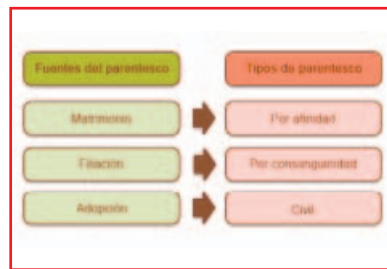 Fuentes del parentesco
Tipos de parentesco
Matrimonio
Por afinidad
Filiación
Por consanguinidad
Adopción
Civil